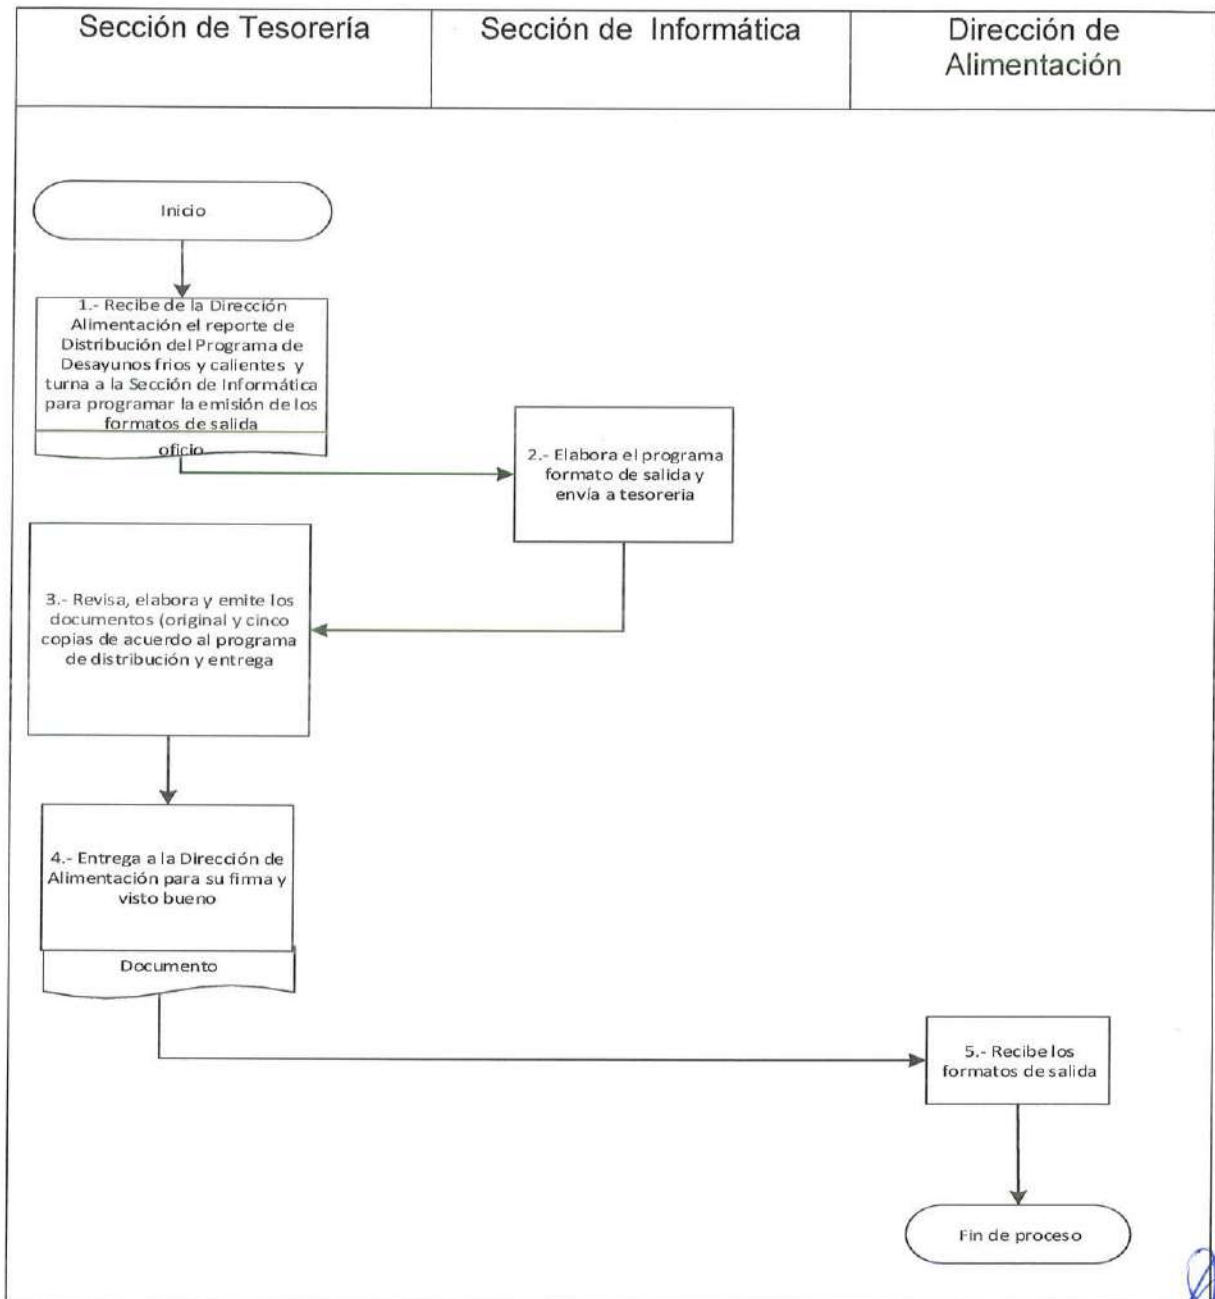 Sección de Tesorería
Sección de Informática
Dirección de
Alimentación
Inicio
1.- Recibe de la Dirección
Alimentación el reporte de
Distribución del Programa de
Desayunos frios y calientes y
turna a la Sección de Informática
para programar la emisión de los
formatos de salida
oficio
2.- Elabora el programa
formato de salida y
envía a tesoreria
3.- Revisa, elabora y emite los
documentos (original y cinco
copias de acuerdo al programa
de distribución y entrega
4.- Entrega a la Dirección de
Alimentación para su firma y
visto bueno
Documento
5.- Recibe los
formatos de salida
Fin de proceso